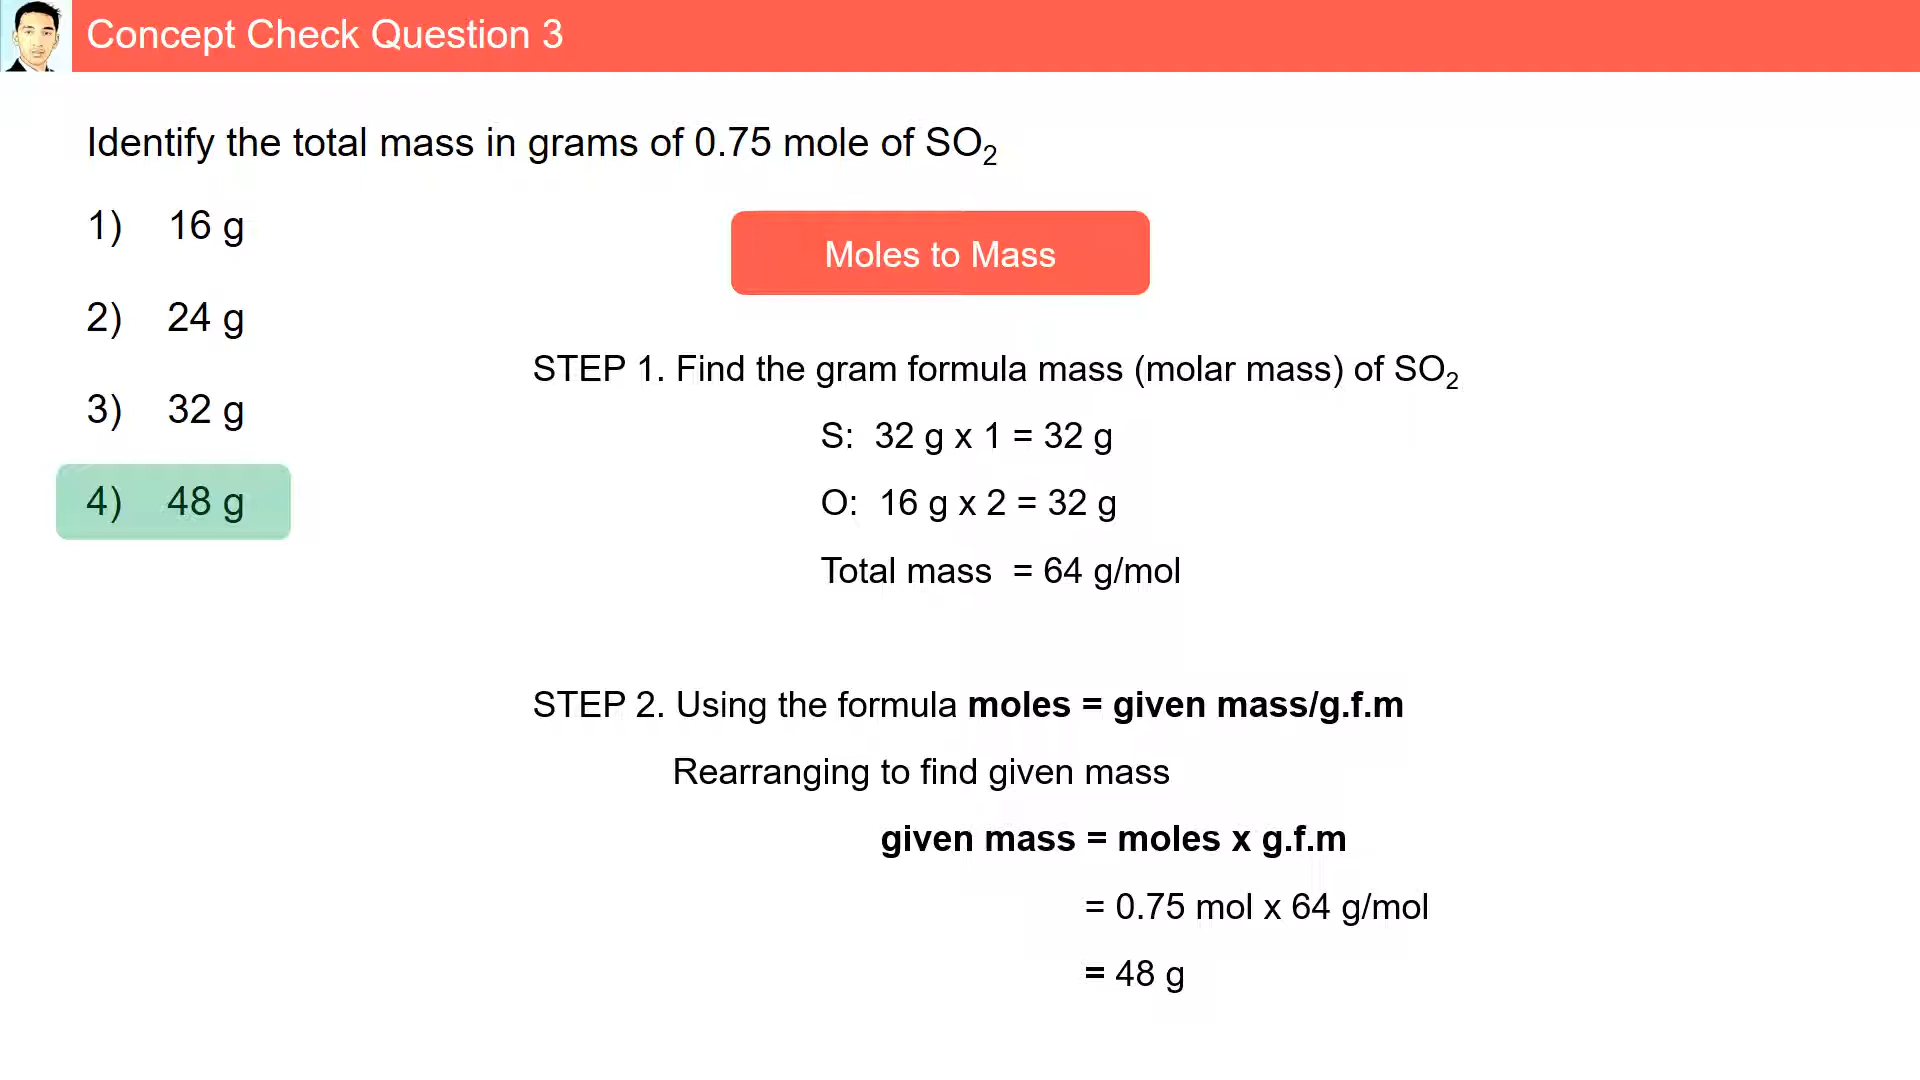 Concept Check Question 3
Identify the total mass in grams of 0.75 mole of SO₂
1) 16 g
2) 24 g
3) 32 g
4) 48 g
Moles to Mass
STEP 1. Find the gram formula mass (molar mass) of SO₂
S: 32 g x 1 = 32 g
O: 16 g x 2 = 32 g
Total mass = 64 g/mol
STEP 2. Using the formula moles = given mass/g.f.m
Rearranging to find given mass
given mass = moles x g.f.m
= 0.75 mol x 64 g/mol
= 48 g